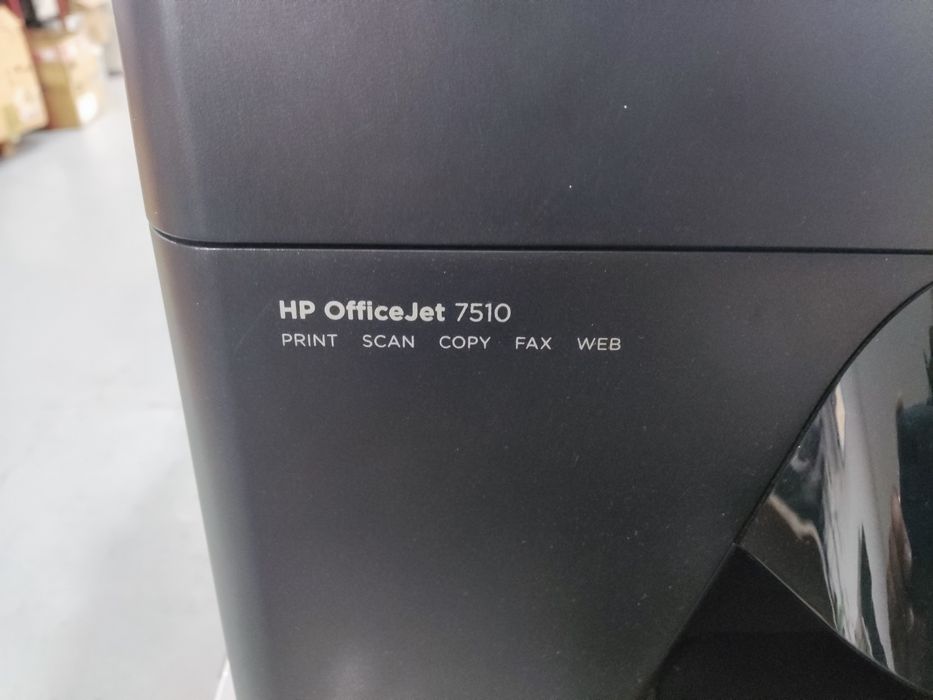 HP OfficeJet 7510
PRINT SCAN COPY FAX WEB